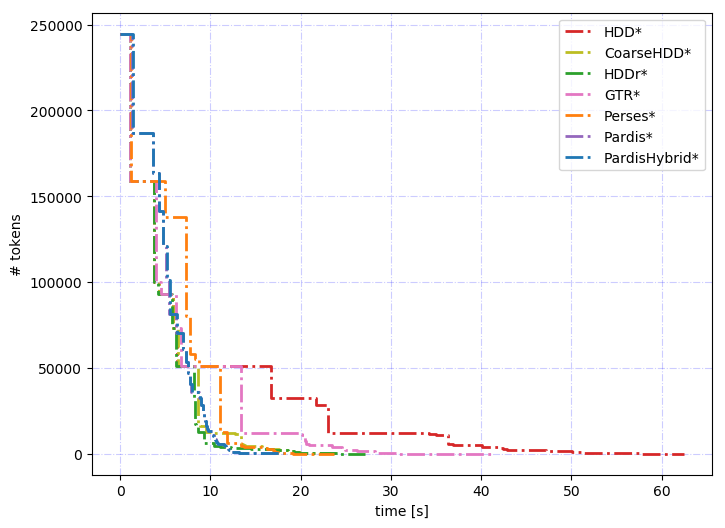 250000
200000
150000
100000
50000
0
# tokens
HDD*
CoarseHDD*
HDDr*
GTR*
Perses*
Pardis*
PardisHybrid*
0 10 20 30 40 50 60
time [s]